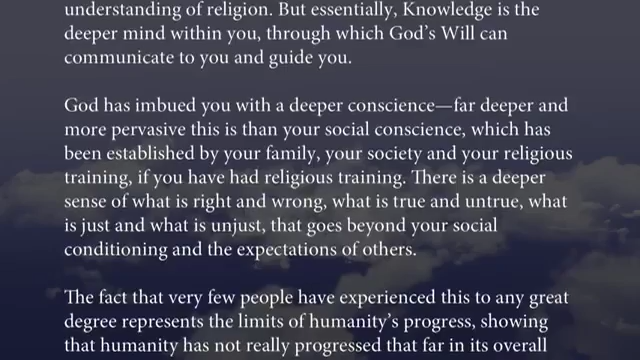 understanding of religion. But essentially, Knowledge is the
deeper mind within you, through which God's Will can
communicate to you and guide you.
God has imbued you with a deeper conscience—far deeper and
more pervasive this is than your social conscience, which has
been established by your family, your society and your religious
training, if you have had religious training. There is a deeper
sense of what is right and wrong, what is true and untrue, what
is just and what is unjust, that goes beyond your social
conditioning and the expectations of others.
The fact that very few people have experienced this to any great
degree represents the limits of humanity's progress, showing
that humanity has not really progressed that far in its overall